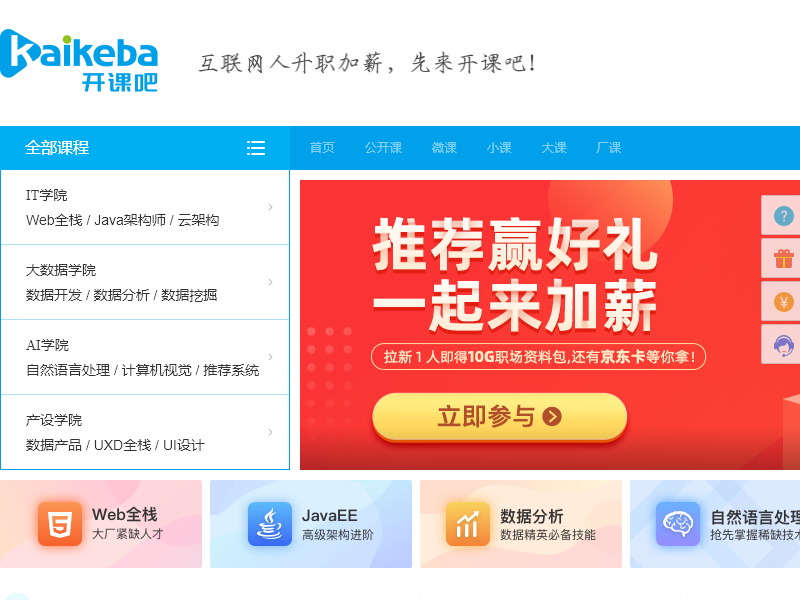 kaikeba
开课吧
互联网人升职加薪，先来开课吧！
全部课程
首页 公开课 微课 小课 大课 厂课
IT学院
Web全栈 / Java架构师 / 云架构
大数据学院
数据开发 / 数据分析 / 数据挖掘
AI学院
自然语言处理 / 计算机视觉 / 推荐系统
产设学院
数据产品 / UXD全栈 / UI设计
推荐赢好礼
一起来加薪
拉新 1 人即得10G职场资料包,还有京东卡等你拿！
立即参与
?
¥
Web全栈
大厂紧缺人才
JavaEE
高级架构进阶
数据分析
数据精英必备技能
自然语言处理
抢先掌握稀缺技术